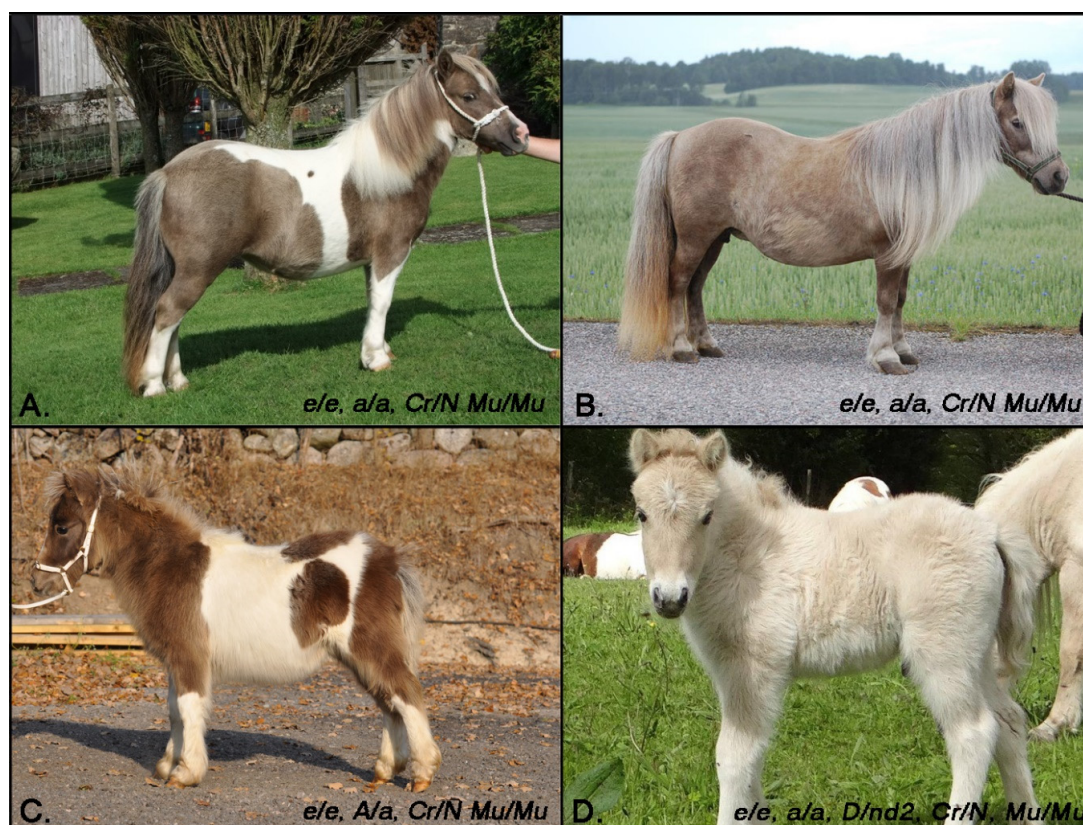 A.
e/e, a/a, Cr/N Mu/Mu
B.
e/e, a/a, Cr/N Mu/Mu
C.
e/e, A/a, Cr/N Mu/Mu
D.
e/e, a/a, D/nd2, Cr/N, Mu/Mu